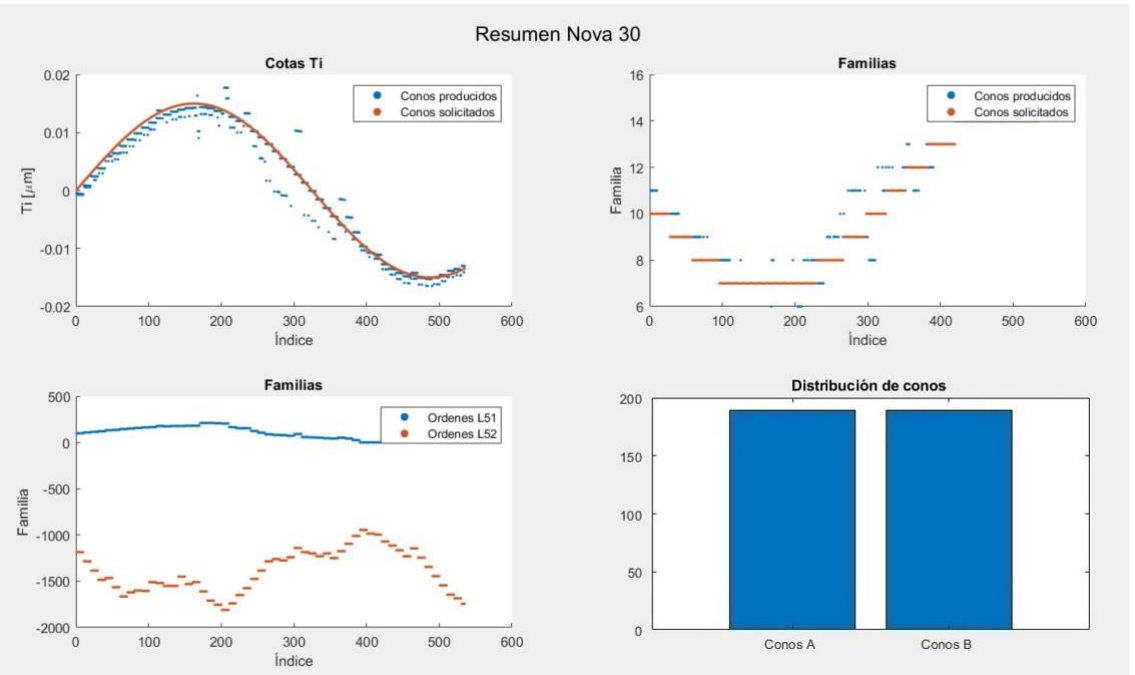 Resumen Nova 30
Cotas Ti
0.02
0.01
0
-0.01
-0.02
Ti [μm]
0 100 200 300 400 500 600
Índice
Conos producidos
Conos solicitados
Familias
16
14
12
10
8
6
Familia
0 100 200 300 400 500 600
Índice
Conos producidos
Conos solicitados
Familias
500
0
-500
-1000
-1500
-2000
Familia
0 100 200 300 400 500 600
Índice
Ordenes L51
Ordenes L52
Distribución de conos
200
150
100
50
0
Conos A Conos B